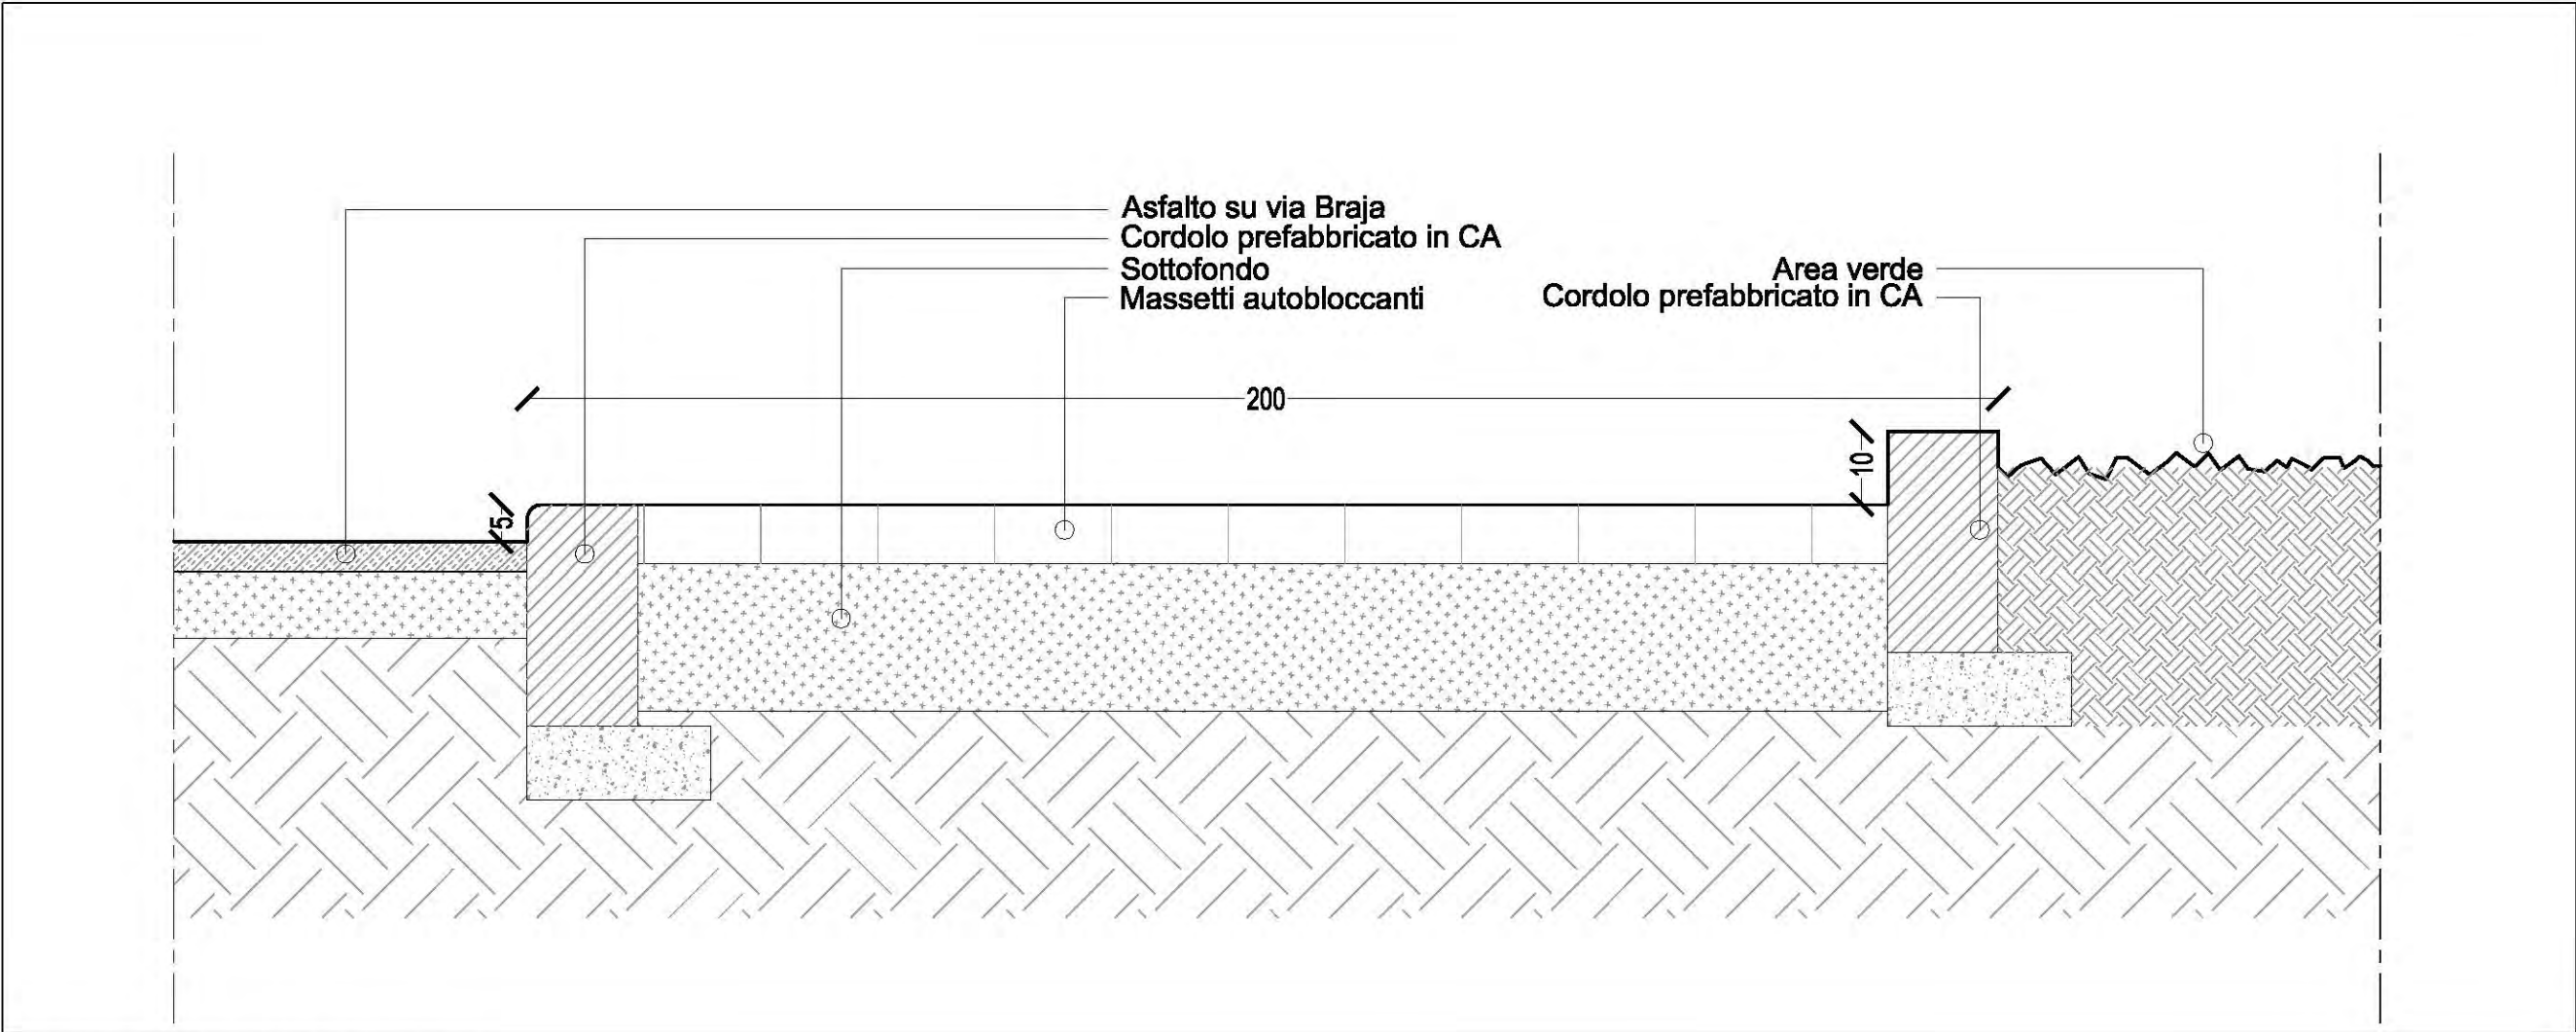 Asfalto su via Braja
Cordolo prefabbricato in CA
Sottofondo
Massetti autobloccanti
Area verde
Cordolo prefabbricato in CA
200
10
5